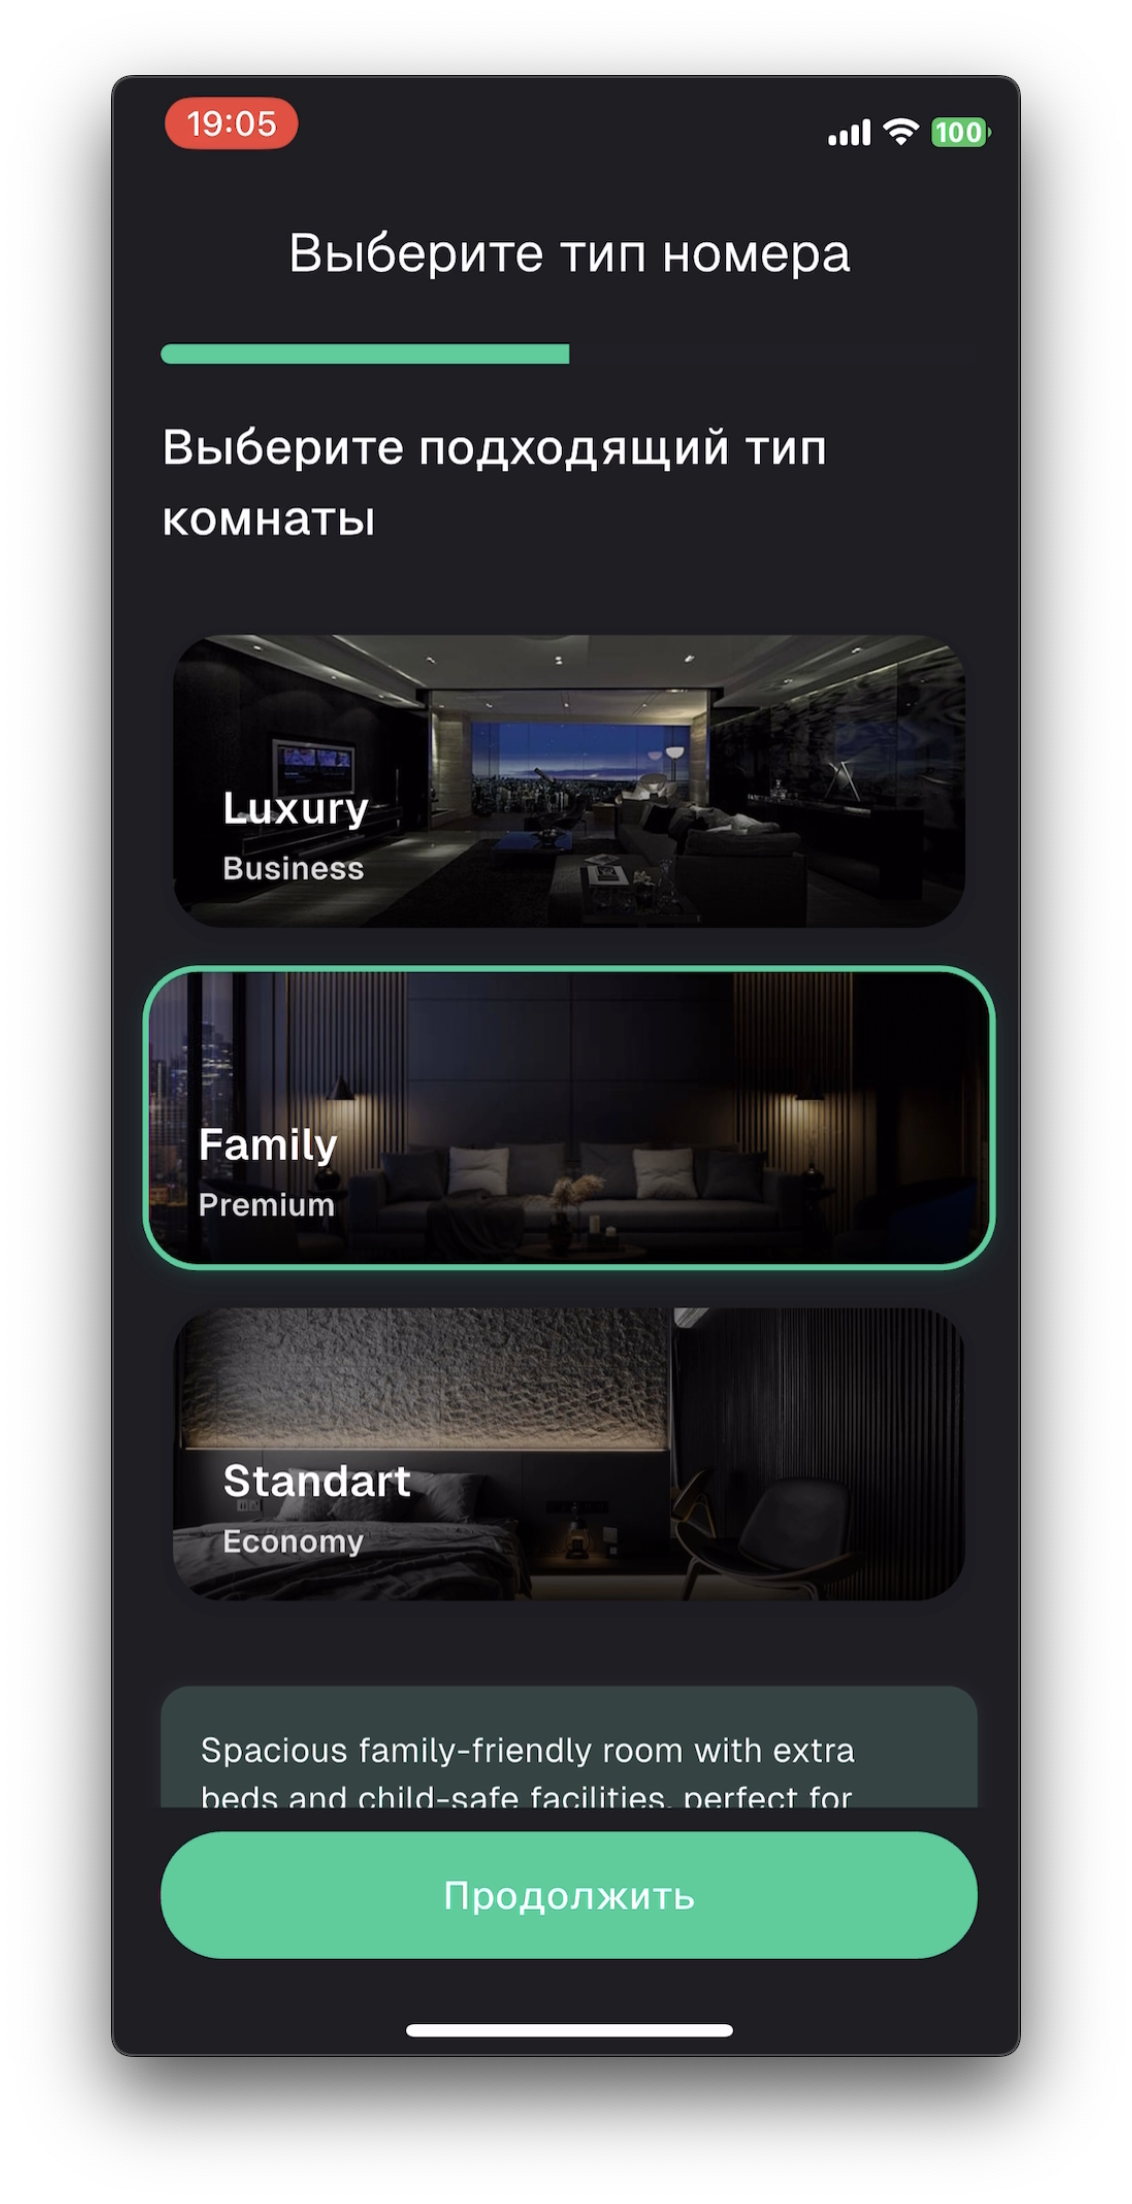 19:05
100
Выберите тип номера
Выберите подходящий тип
комнаты
Luxury
Business
Family
Premium
Standart
Economy
Spacious family-friendly room with extra
beds and child-safe facilities, perfect for
Продолжить